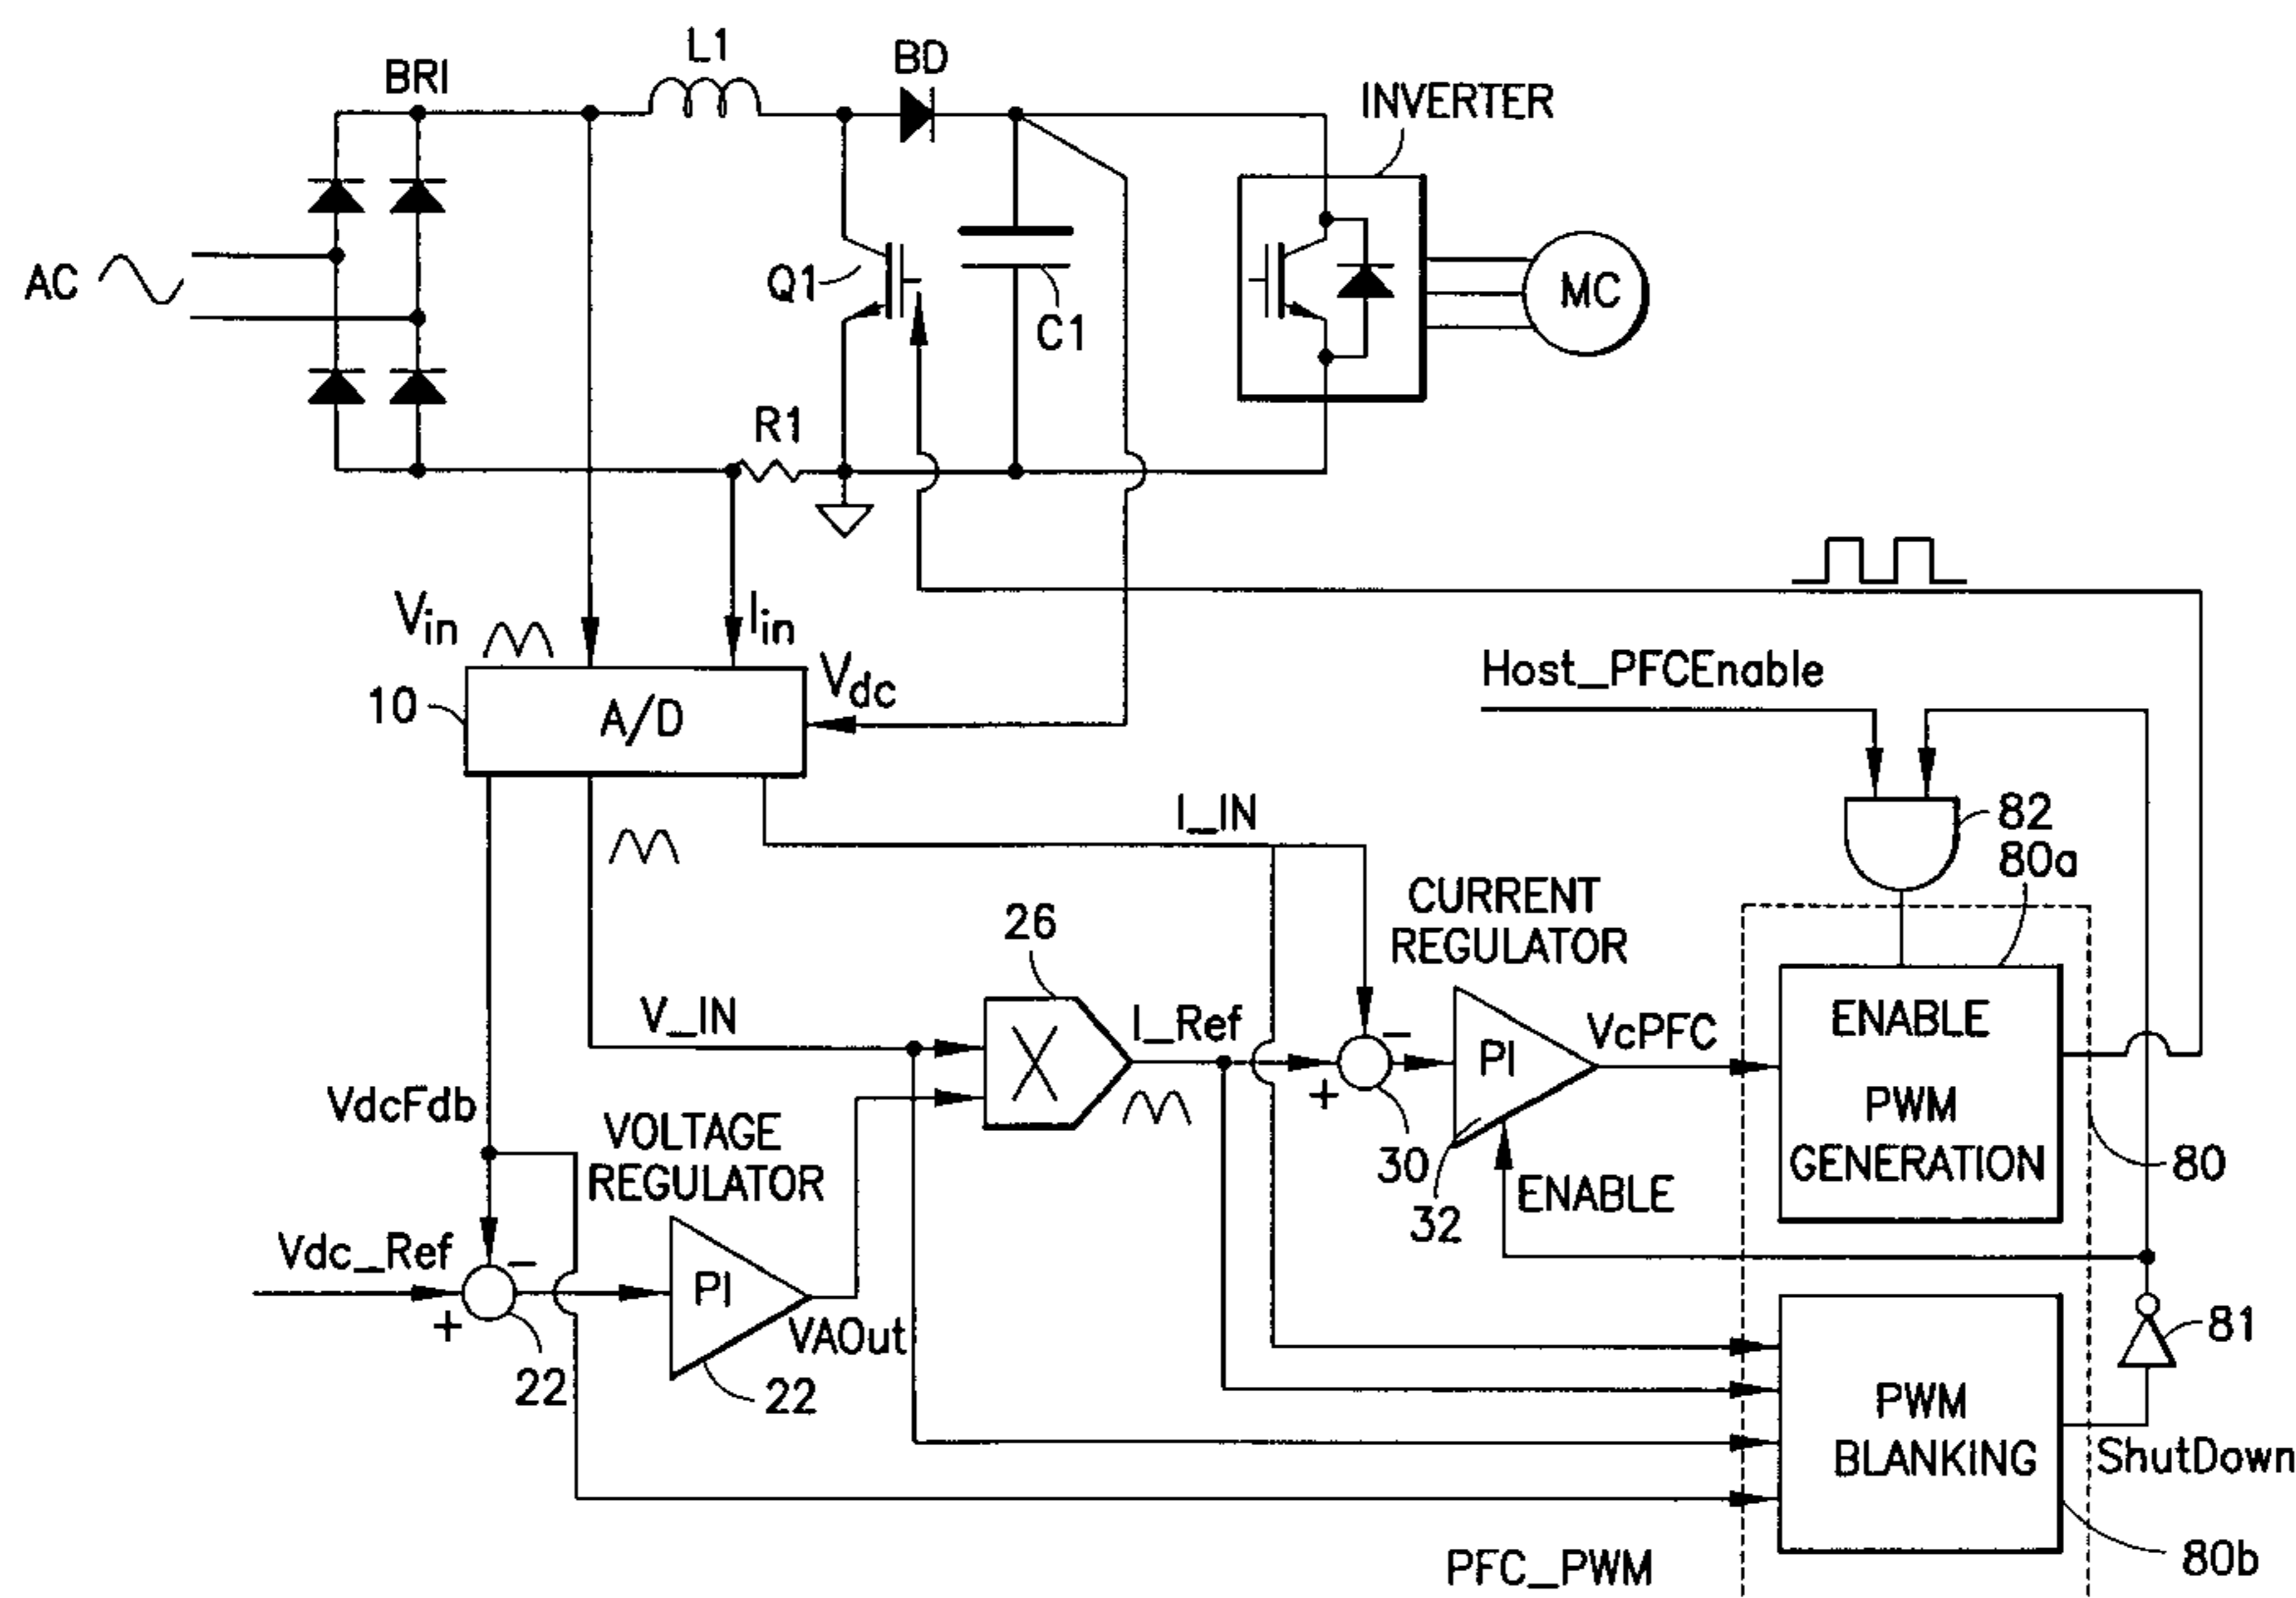 L1
BD
BRI
INVERTER
AC
Q1
C1
MC
R1
Vin
Iin
Vdc
10
A/D
Host_PFCEnable
I_IN
82
80a
CURRENT
REGULATOR
26
V_IN
I_Ref
PI
VcPFC
ENABLE
PWM
GENERATION
X
-
+
VdcFdb
VOLTAGE
REGULATOR
30
32
ENABLE
80
Vdc_Ref
-
+
PI
VAOut
22
22
81
PWM
BLANKING
ShutDown
PFC_PWM
80b